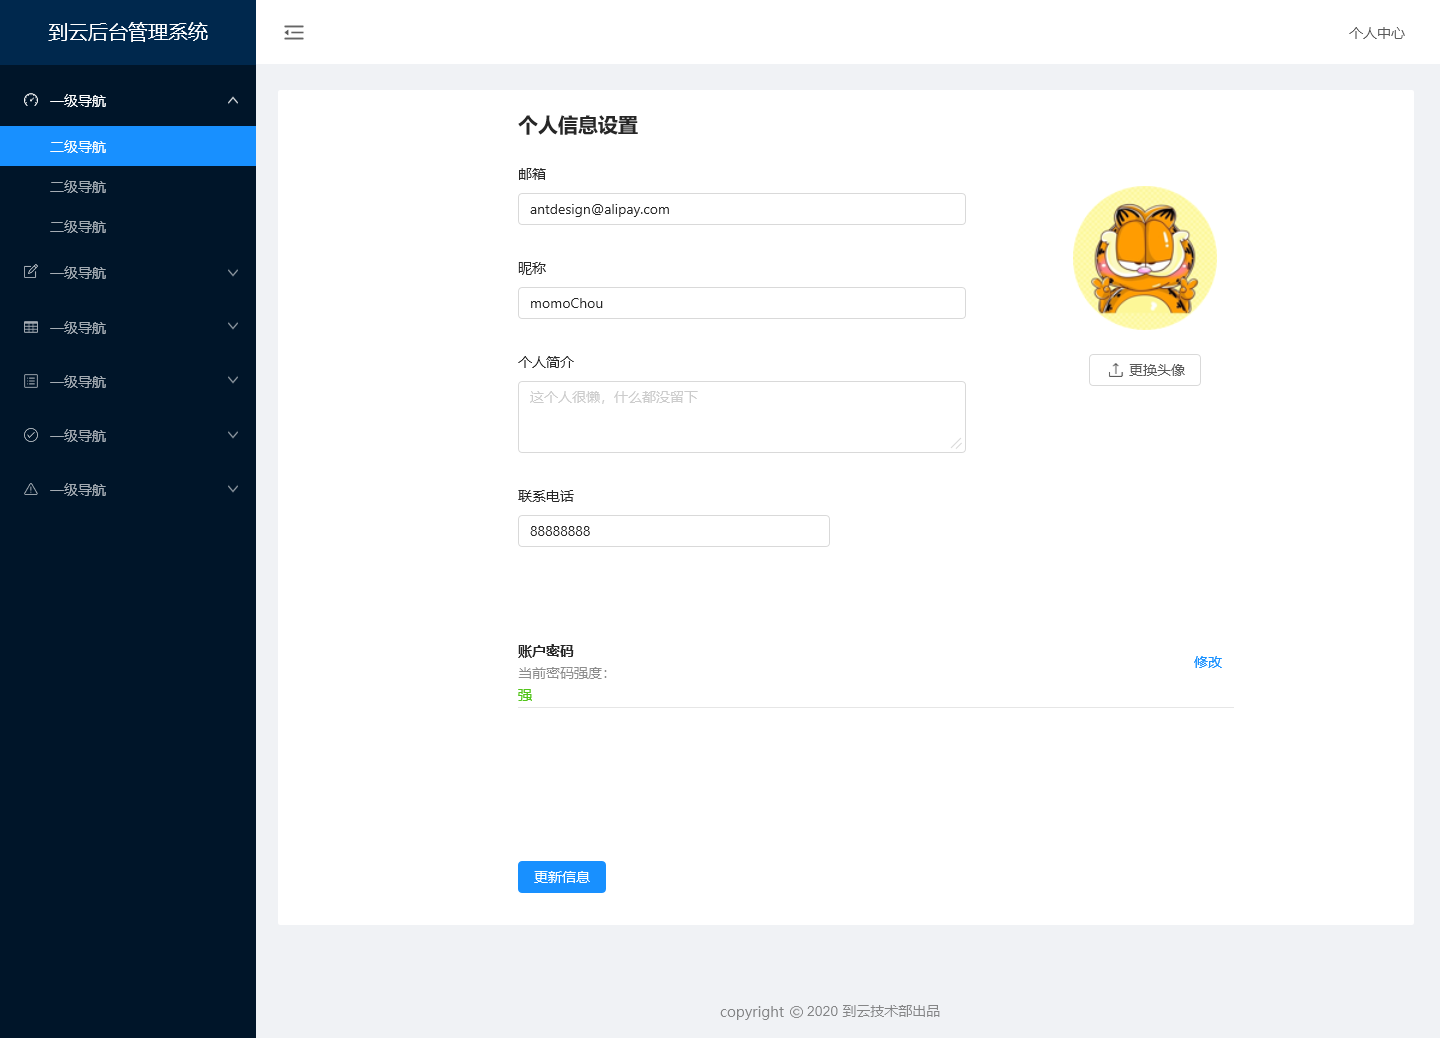 到云后台管理系统
个人中心
一级导航
二级导航
二级导航
二级导航
一级导航
一级导航
一级导航
一级导航
一级导航
个人信息设置
邮箱
antdesign@alipay.com
昵称
momoChou
个人简介
这个人很懒，什么都没留下
联系电话
88888888
更换头像
账户密码
当前密码强度：
强
修改
更新信息
copyright © 2020 到云技术部出品